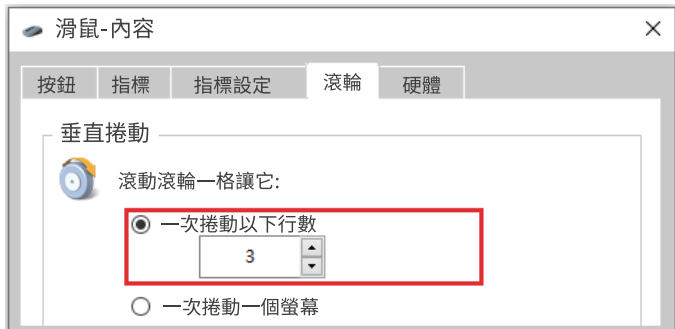 滑鼠-內容
按鈕 指標 指標設定 滾輪 硬體
垂直捲動
滾動滾輪一格讓它:
一次捲動以下行數
3
一次捲動一個螢幕